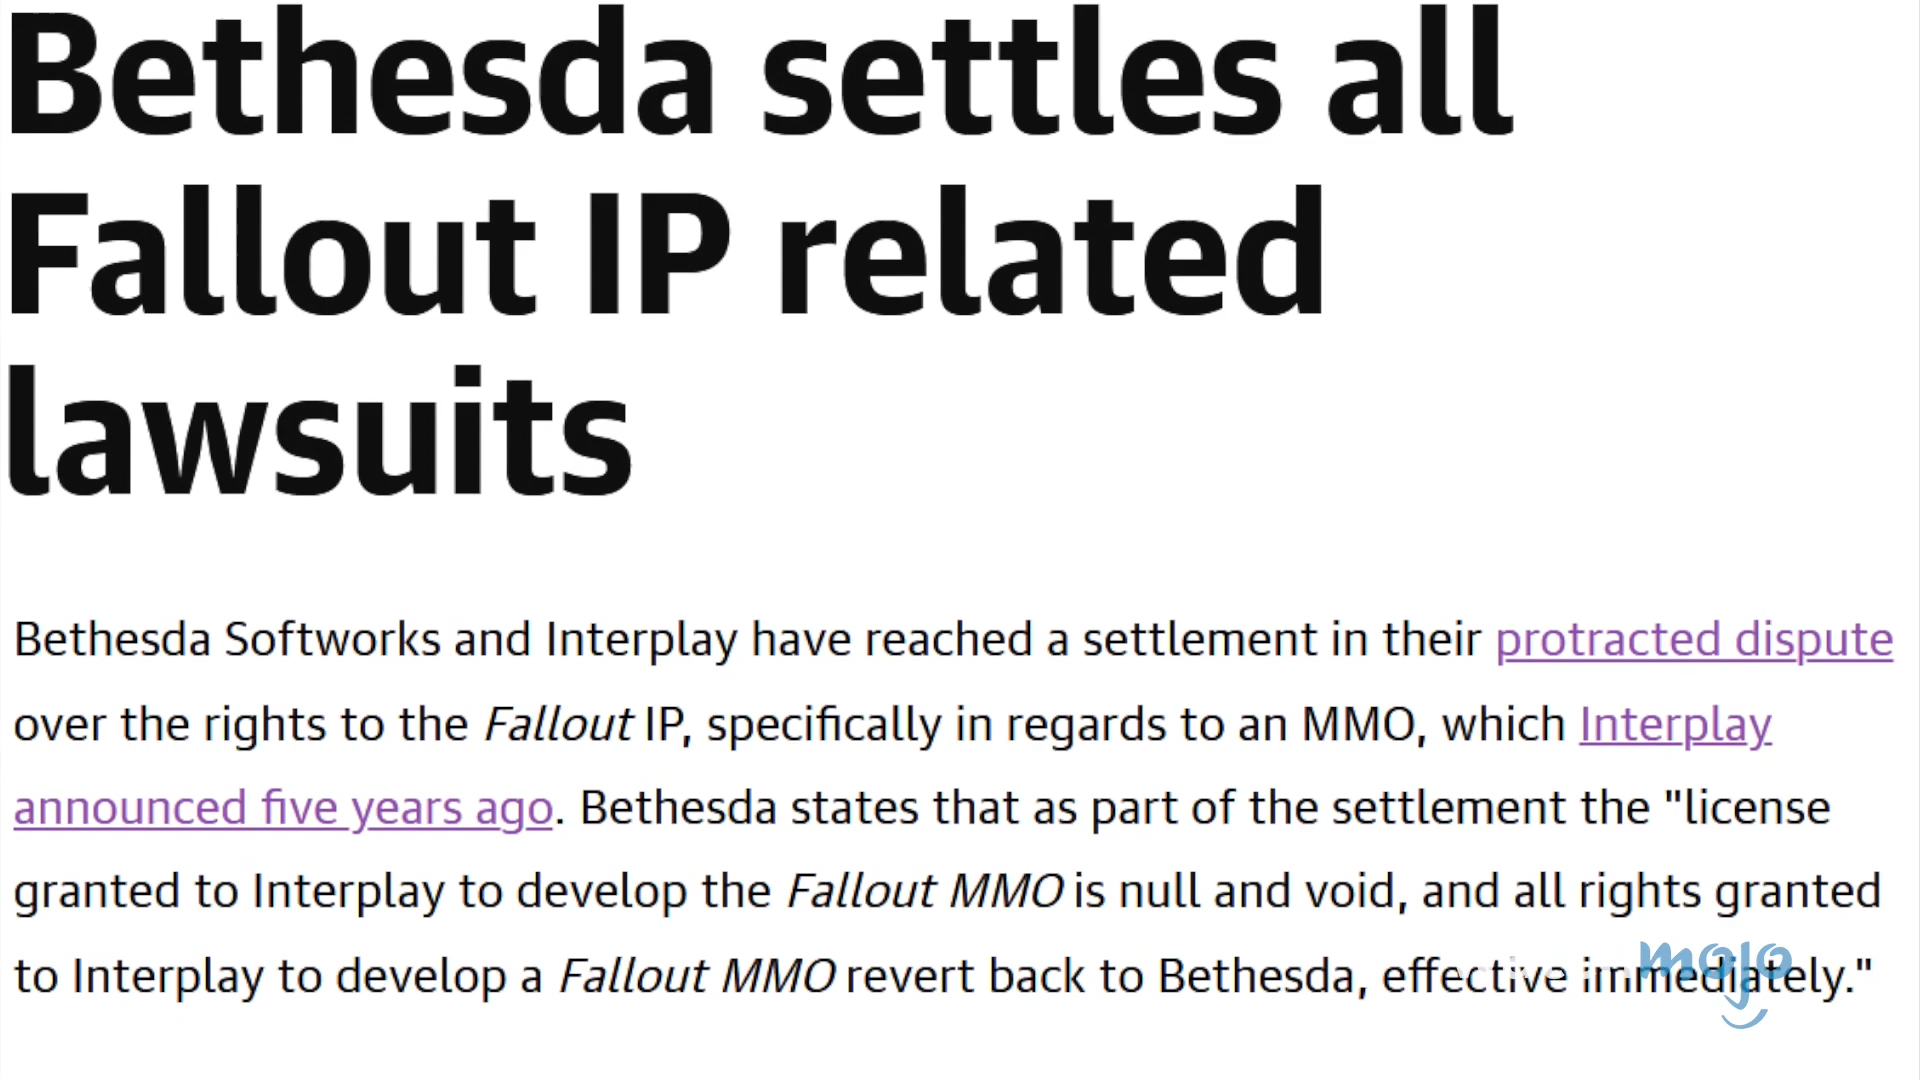 Bethesda settles all
Fallout IP related
lawsuits
Bethesda Softworks and Interplay have reached a settlement in their protracted dispute
over the rights to the Fallout IP, specifically in regards to an MMO, which Interplay
announced five years ago. Bethesda states that as part of the settlement the "license
granted to Interplay to develop the Fallout MMO is null and void, and all rights granted
to Interplay to develop a Fallout MMO revert back to Bethesda, effective immediately."
mojo